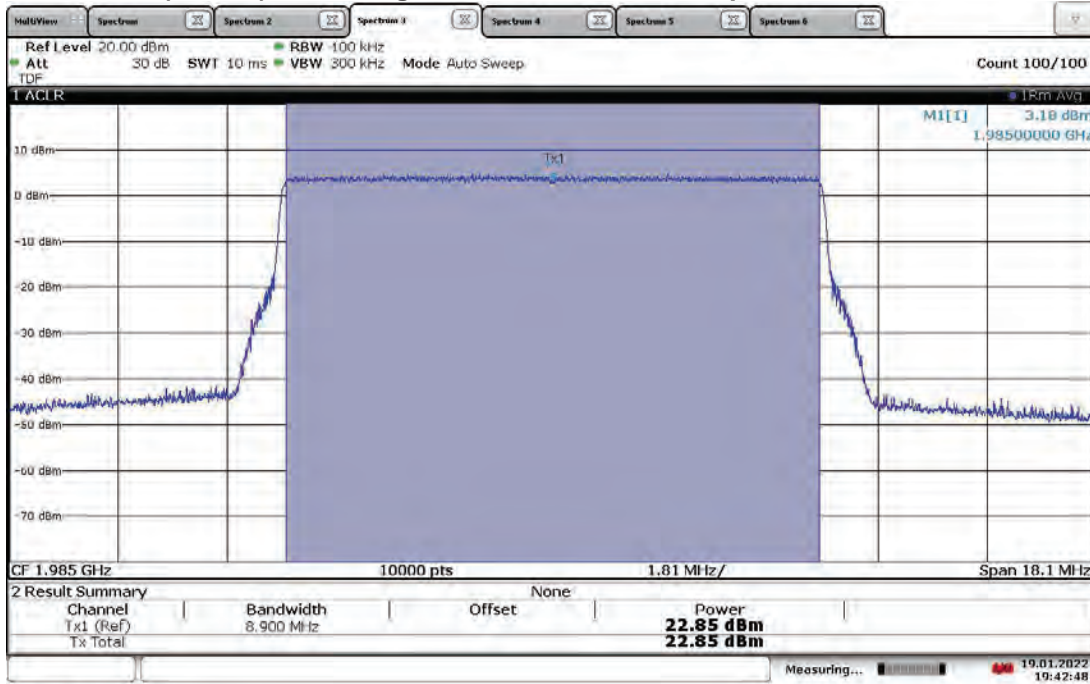 MultiView Spectrum Spectrum 2 Spectrum 3 Spectrum 4 Spectrum 5 Spectrum 6
Ref Level 20.00 dBm RBW 100 kHz
Att 30 dB SWT 10 ms VBW 300 kHz Mode Auto Sweep Count 100/100
TDF
1 ACLR 1Rm Avg
M1[1] 3.18 dBm
1.98500000 GHz
10 dBm
Tx1
0 dBm
-10 dBm
-20 dBm
-30 dBm
-40 dBm
-50 dBm
-60 dBm
-70 dBm
CF 1.985 GHz 10000 pts 1.81 MHz/ Span 18.1 MHz
2 Result Summary None
Channel Bandwidth Offset Power
Tx1 (Ref) 8.900 MHz 22.85 dBm
Tx Total 22.85 dBm
Measuring... 19.01.2022
19:42:48